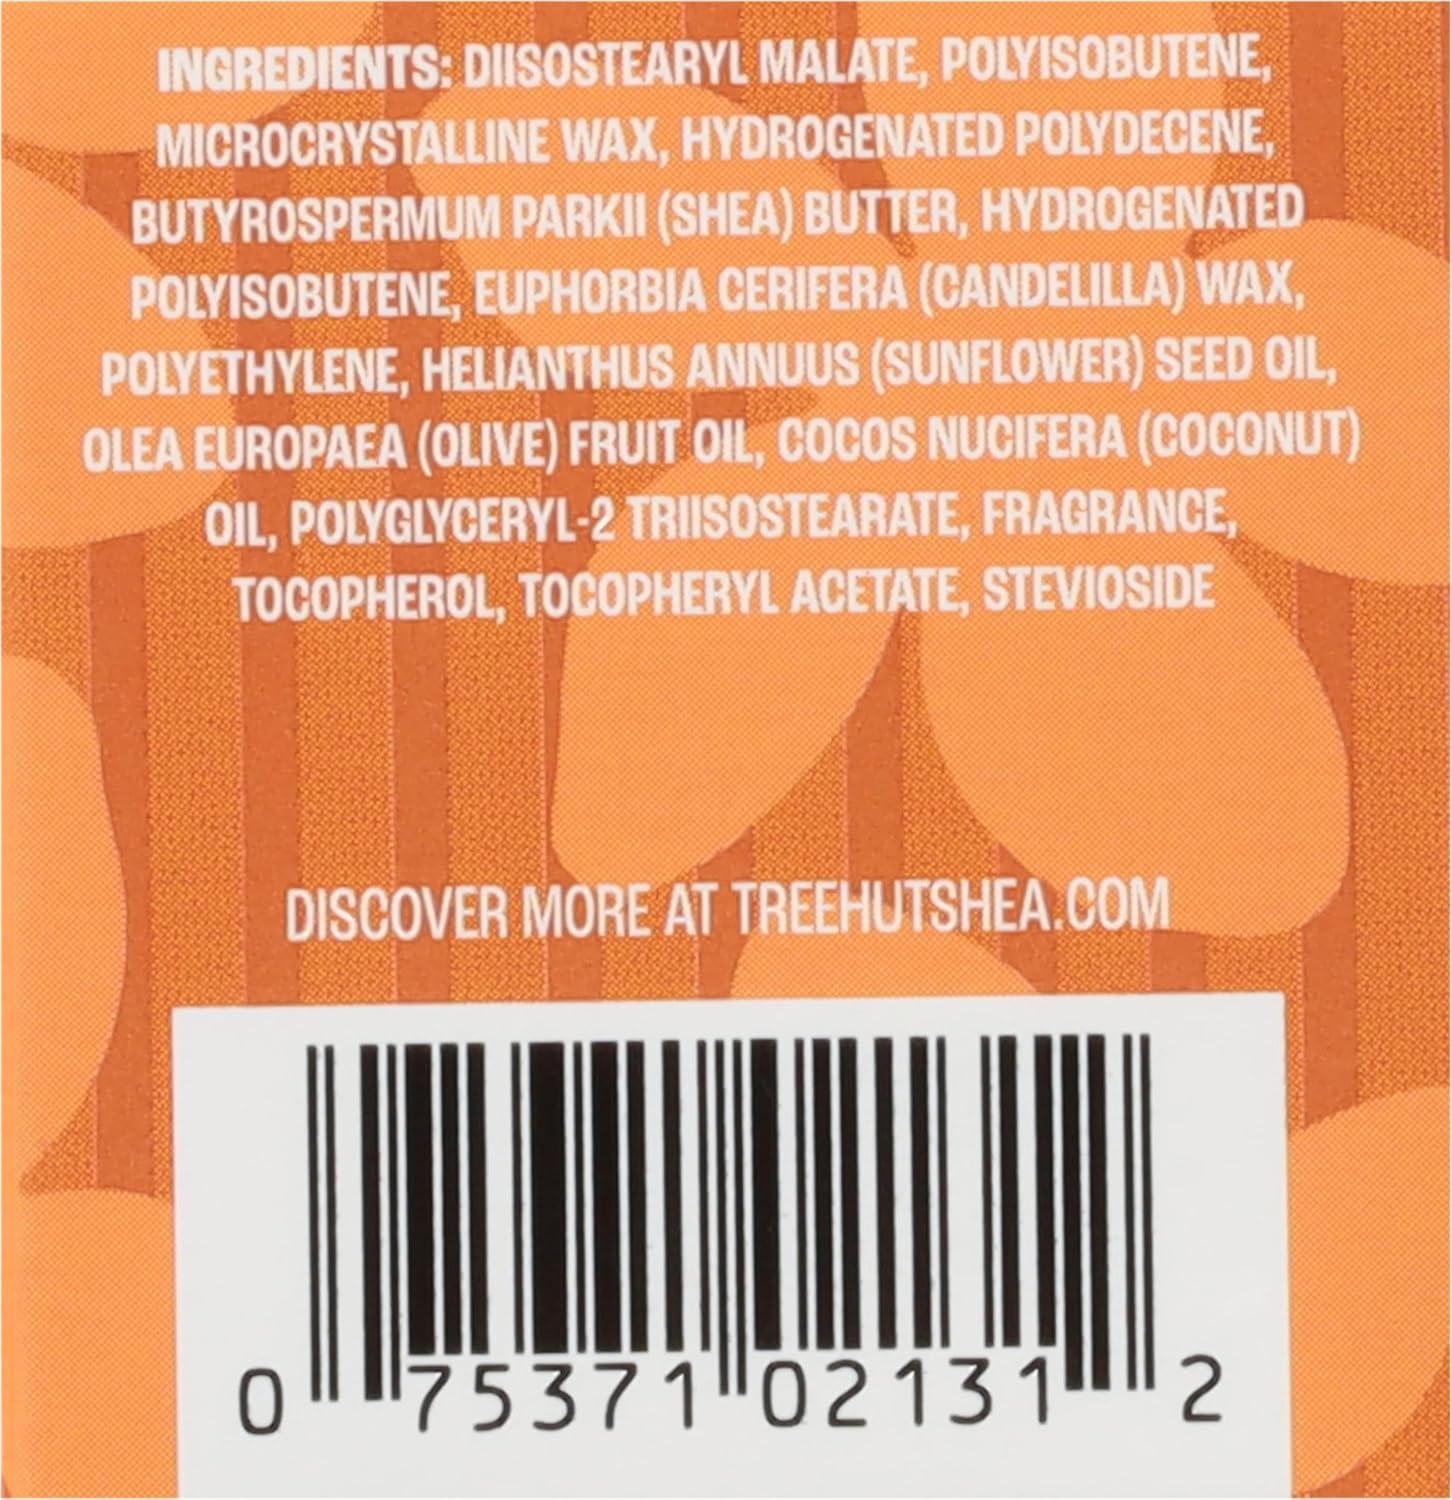 INGREDIENTS: DIISOSTEARYL MALATE, POLYISOBUTENE,
MICROCRYSTALLINE WAX, HYDROGENATED POLYDECENE,
BUTYROSPERMUM PARKII (SHEA) BUTTER, HYDROGENATED
POLYISOBUTENE, EUPHORBIA CERIFERA (CANDELILLA) WAX,
POLYETHYLENE, HELIANTHUS ANNUUS (SUNFLOWER) SEED OIL,
OLEA EUROPAEA (OLIVE) FRUIT OIL, COCOS NUCIFERA (COCONUT)
OIL, POLYGLYCERYL-2 TRIISOSTEARATE, FRAGRANCE,
TOCOPHEROL, TOCOPHERYL ACETATE, STEVIOSIDE
DISCOVER MORE AT TREEHUTSHEA.COM
0 75371 02131 2